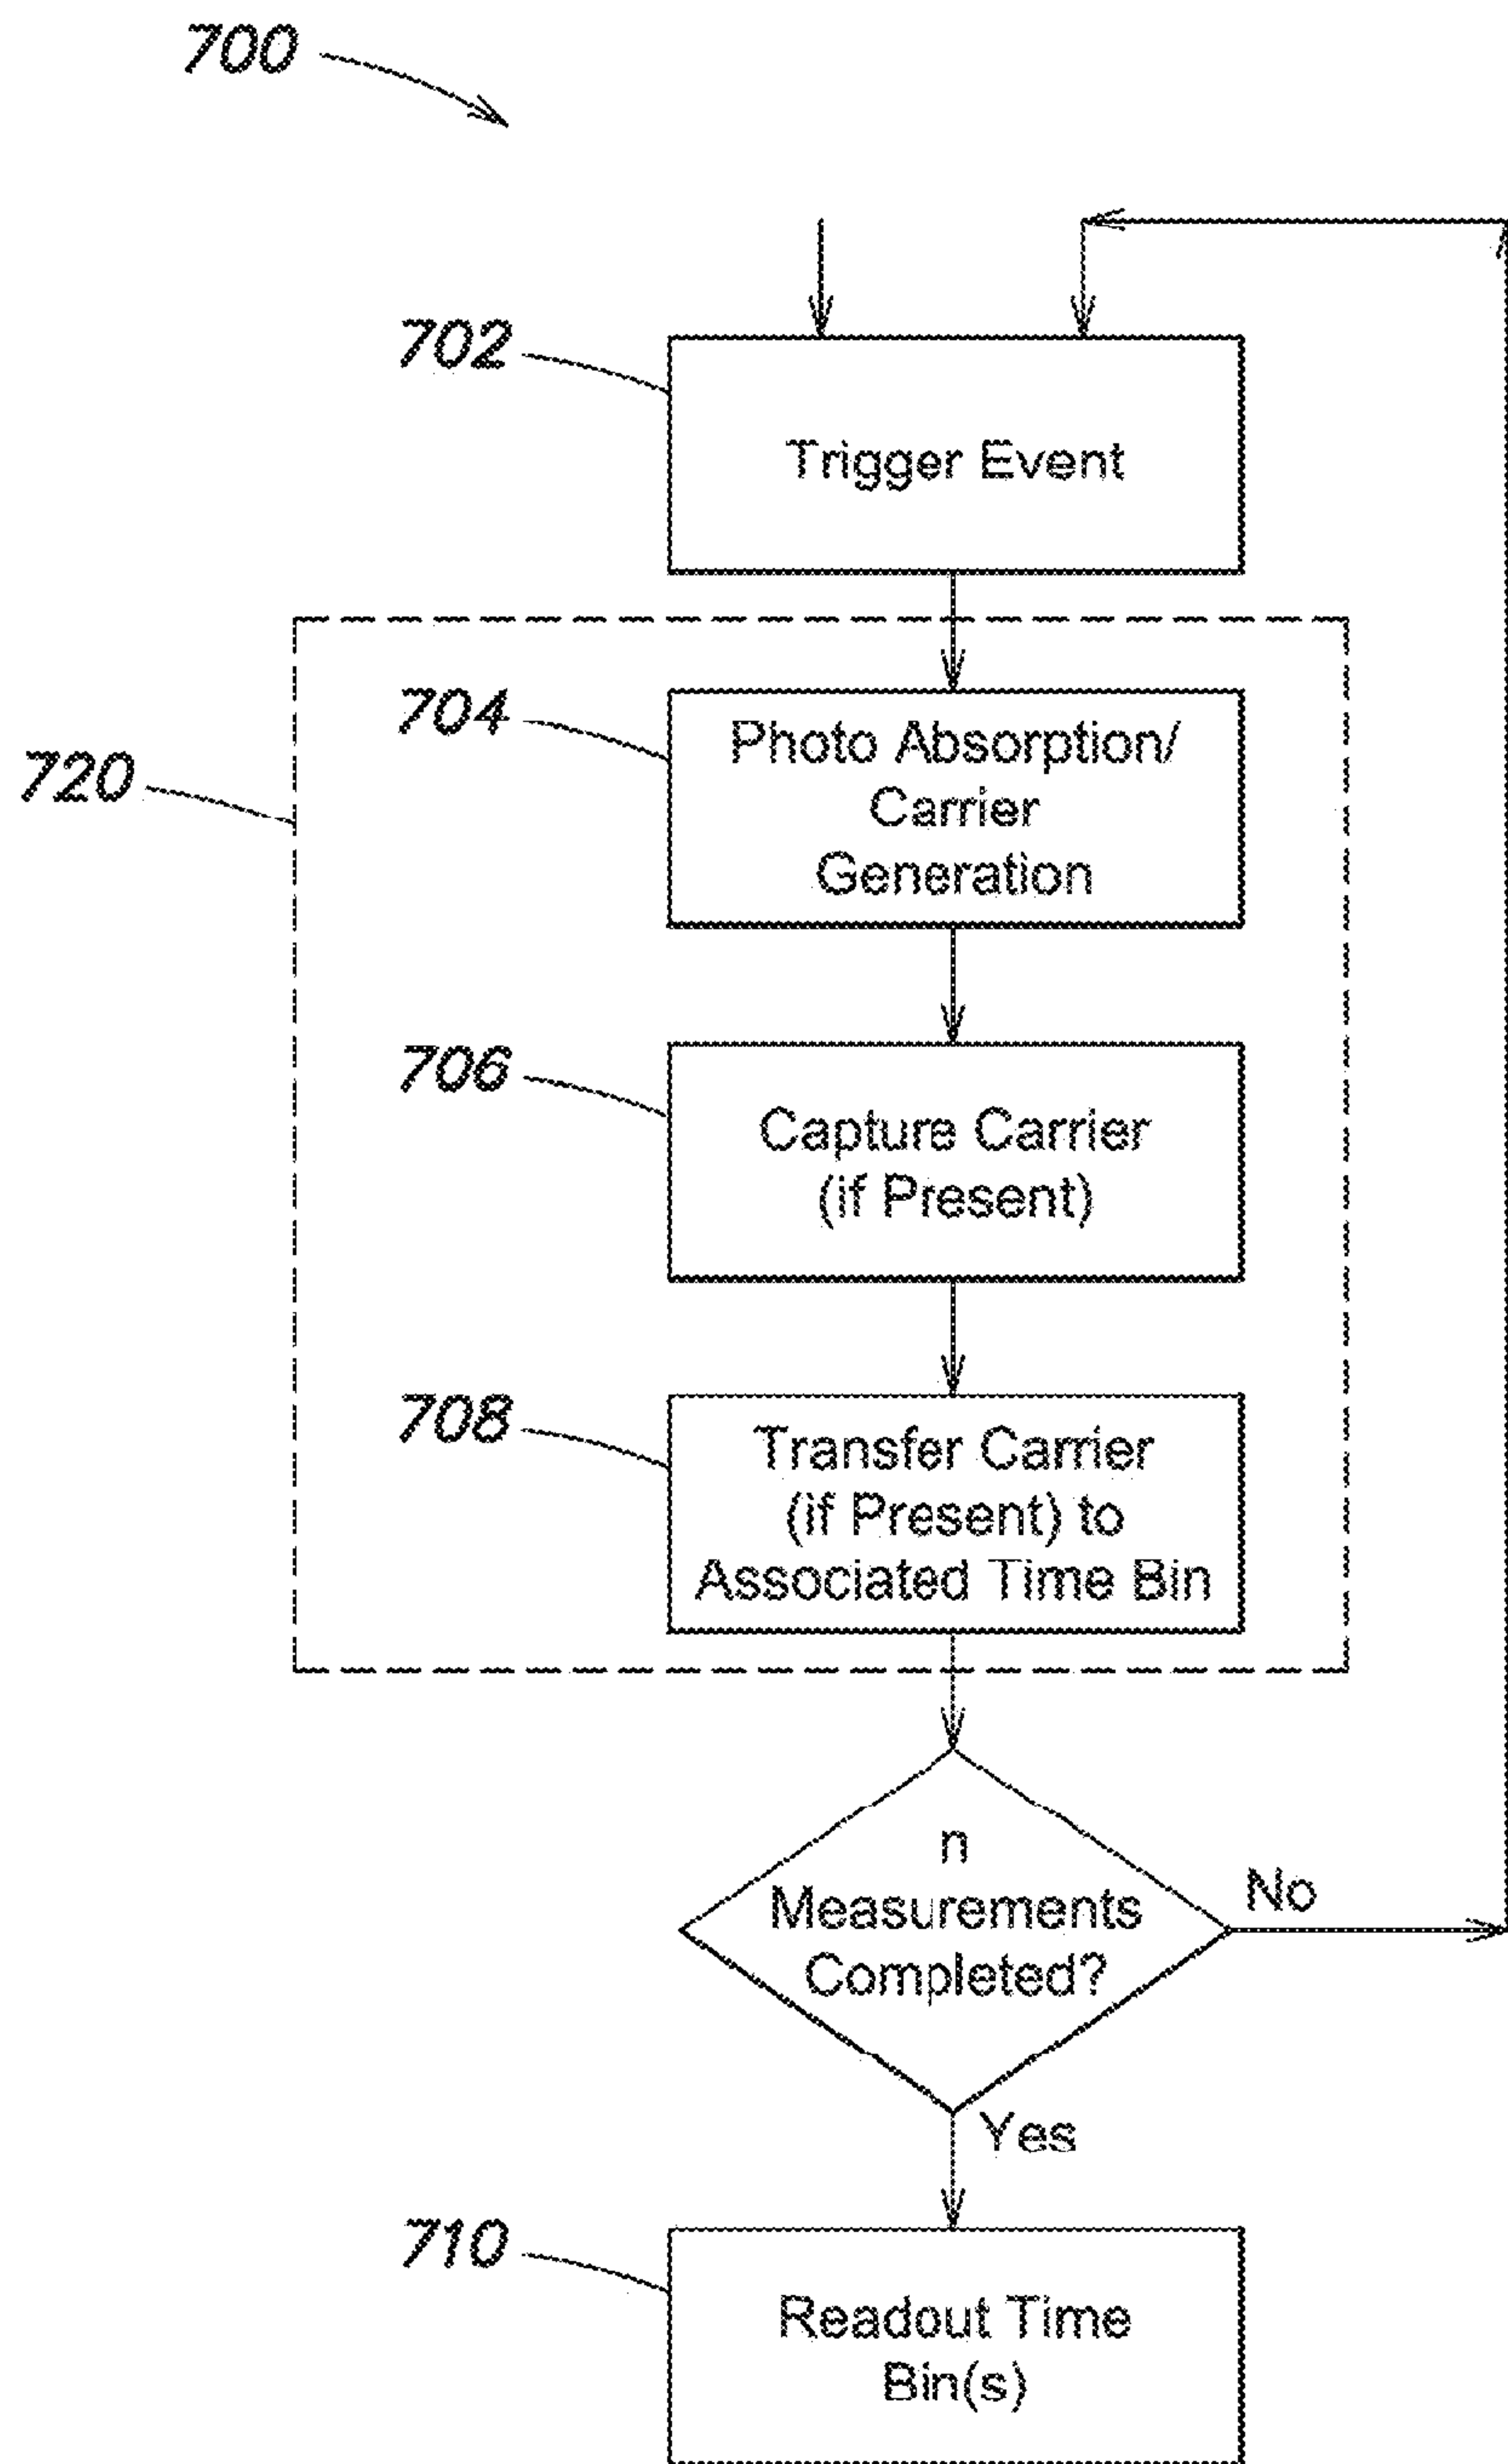 700
702
Trigger Event
704
Photo Absorption/
Carrier
Generation
720
706
Capture Carrier
(if Present)
708
Transfer Carrier
(if Present) to
Associated Time Bin
n
Measurements
Completed?
No
Yes
710
Readout Time
Bin(s)